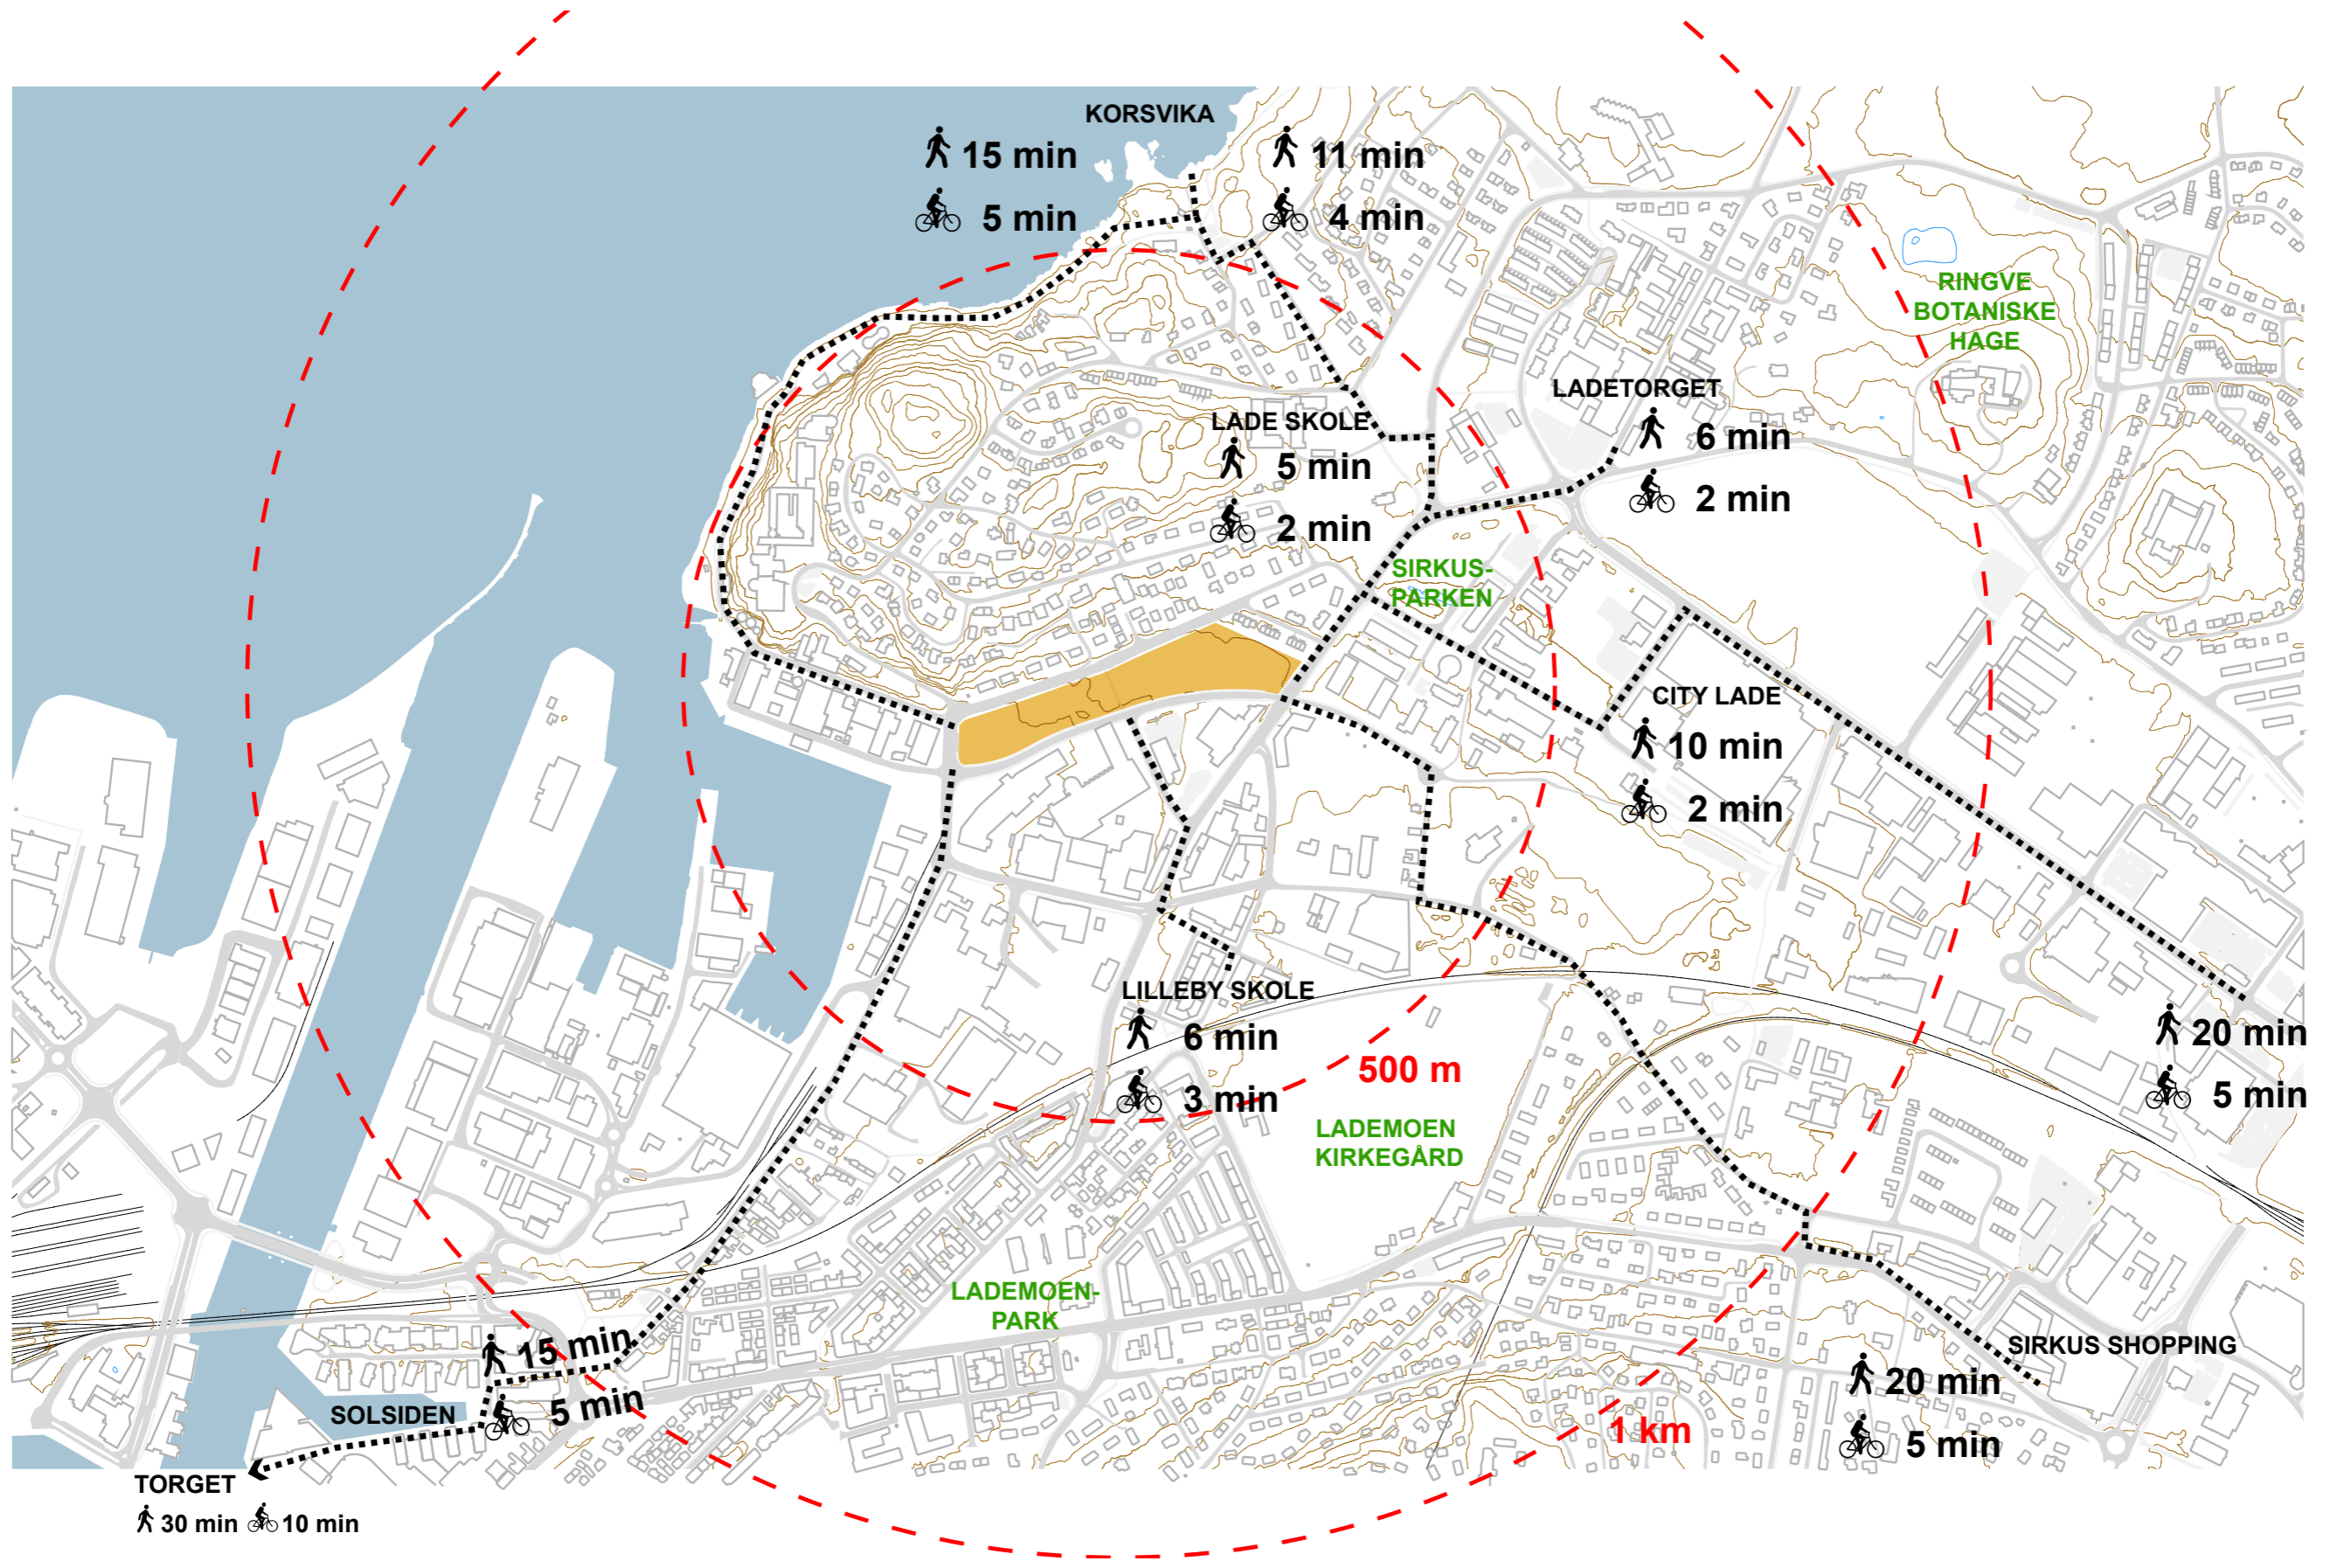 KORSVIKA
15 min
5 min
11 min
4 min
RINGVE
BOTANISKE
HAGE
LADETORGET
6 min
2 min
LADE SKOLE
5 min
2 min
SIRKUS-
PARKEN
CITY LADE
10 min
2 min
LILLEBY SKOLE
6 min
3 min
500 m
20 min
5 min
LADEMOEN
KIRKEGÅRD
LADEMOEN-
PARK
15 min
5 min
SOLSIDEN
SIRKUS SHOPPING
20 min
5 min
1 km
TORGET
30 min 10 min